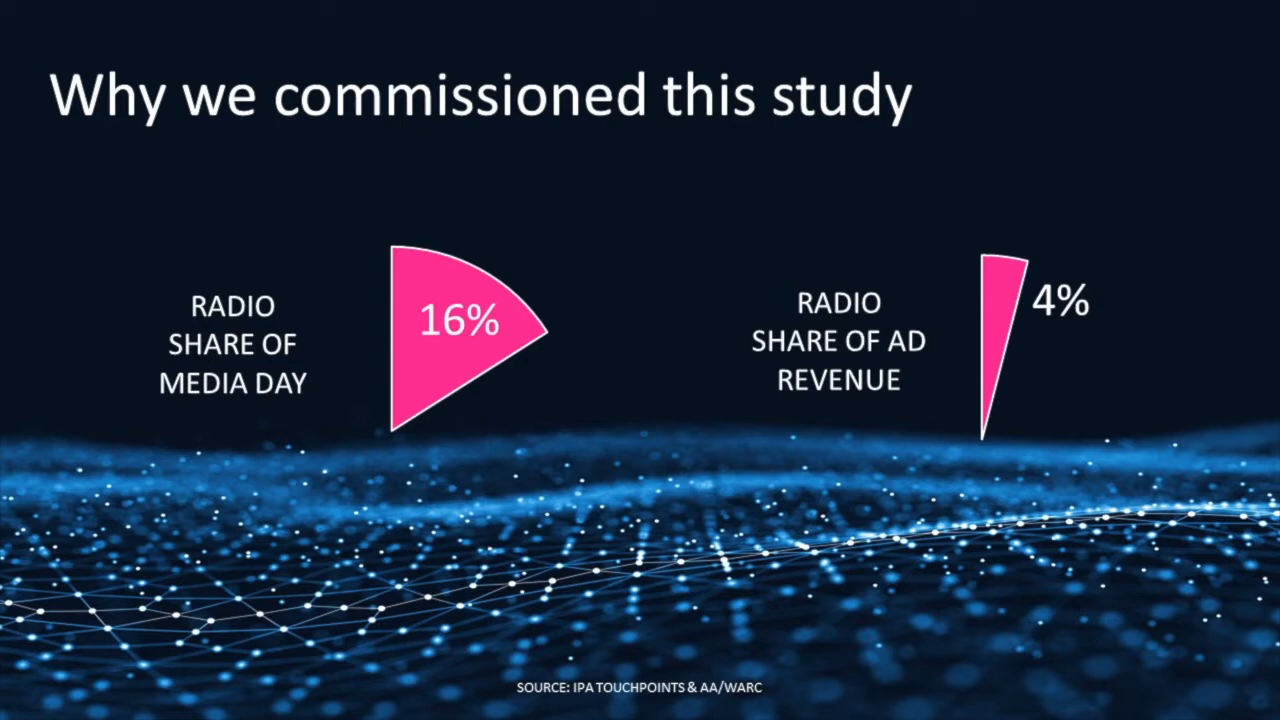 Why we commissioned this study
RADIO
SHARE OF
MEDIA DAY
16%
RADIO
SHARE OF AD
REVENUE
4%
SOURCE: IPA TOUCHPOINTS & AA/WARC